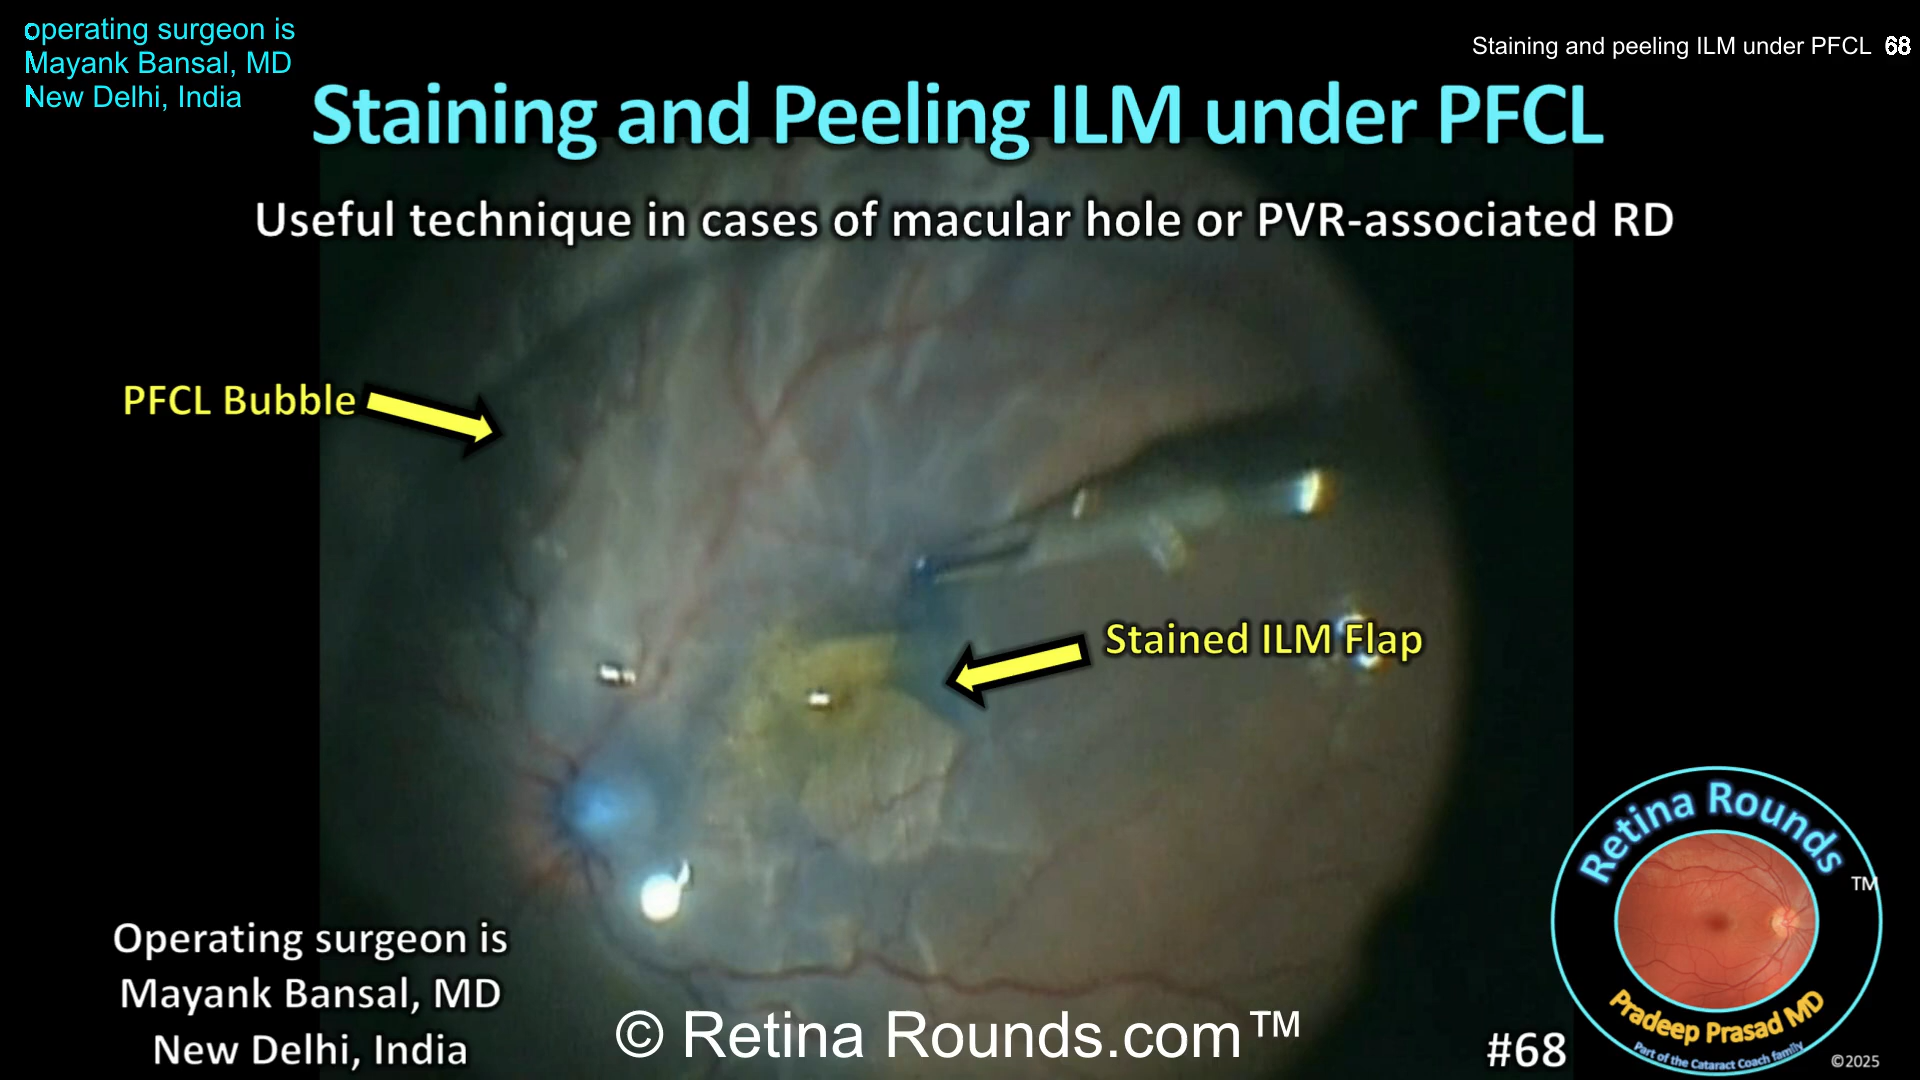 operating surgeon is
Mayank Bansal, MD
New Delhi, India
Staining and peeling ILM under PFCL 68
Staining and Peeling ILM under PFCL
Useful technique in cases of macular hole or PVR-associated RD
PFCL Bubble
Stained ILM Flap
Operating surgeon is
Mayank Bansal, MD
New Delhi, India
© Retina Rounds.com™
#68
Retina Rounds
TM
Pradeep Prasad MD
Part of the Cataract Coach family
©2025